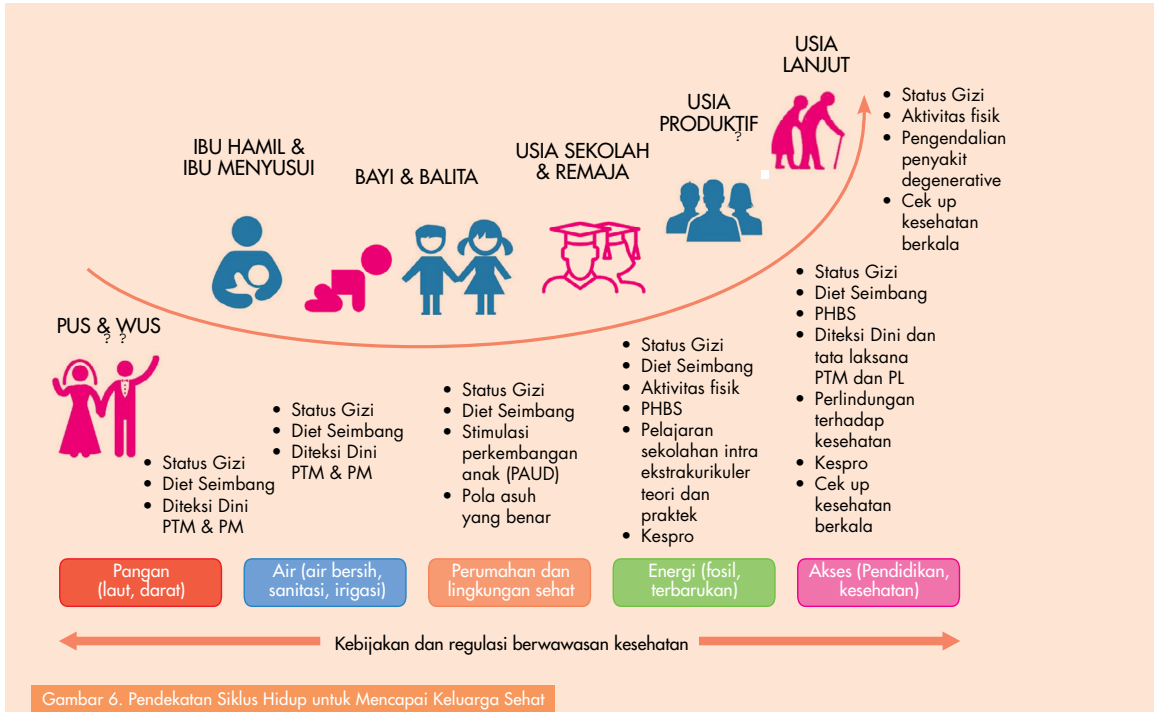 USIA
LANJUT
• Status Gizi
• Aktivitas fisik
• Pengendalian
penyakit
degenerative
• Cek up
kesehatan
berkala
USIA
PRODUKTIF
?
USIA SEKOLAH
& REMAJA
IBU HAMIL &
IBU MENYUSUI
BAYI & BALITA
PUS & WUS
? ?
• Status Gizi
• Diet Seimbang
• Diteksi Dini
PTM & PM
• Status Gizi
• Diet Seimbang
• Diteksi Dini
PTM & PM
• Status Gizi
• Diet Seimbang
• Stimulasi
perkembangan
anak (PAUD)
• Pola asuh
yang benar
• Status Gizi
• Diet Seimbang
• Aktivitas fisik
• PHBS
• Pelajaran
sekolahan intra
ekstrakurikuler
teori dan
praktek
• Kespro
• Status Gizi
• Diet Seimbang
• PHBS
• Diteksi Dini dan
tata laksana
PTM dan PL
• Perlindungan
terhadap
kesehatan
• Kespro
• Cek up
kesehatan
berkala
Pangan
(laut, darat)
Air (air bersih,
sanitasi, irigasi)
Perumahan dan
lingkungan sehat
Energi (fosil,
terbarukan)
Akses (Pendidikan,
kesehatan)
Kebijakan dan regulasi berwawasan kesehatan
Gambar 6. Pendekatan Siklus Hidup untuk Mencapai Keluarga Sehat